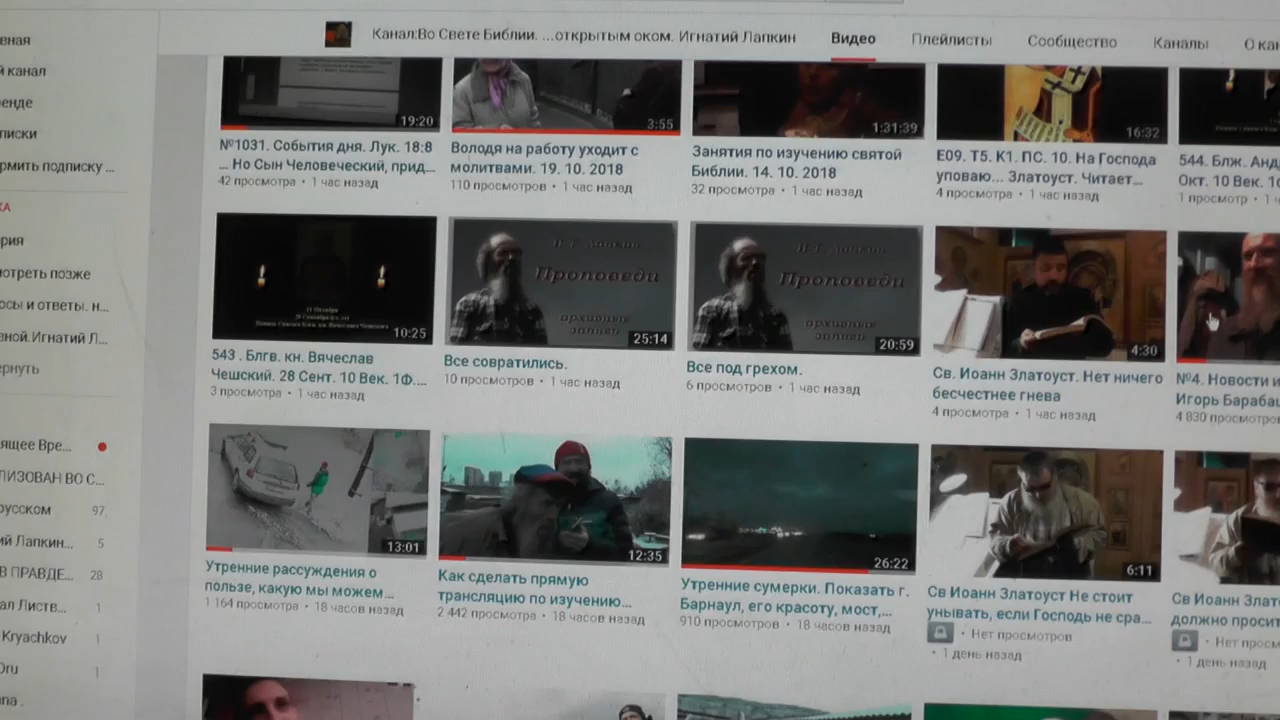 вная
Канал:Во Свете Библии. ...открытым оком. Игнатий Лапкин
Видео
Плейлисты
Сообщество
Каналы
О кан
й канал
ренде
писки
рмить подписку ...
КА
рия
мотреть позже
осы и ответы. н...
вной.Игнатий Л...
ернуть
ящее Вре...
ЛИЗОВАН ВО С...
русском 97
ий Лапкин... 5
В ПРАВДЕ... 28
ал Листв... 1
Kryachkov 1
Oru 1
na .
19:20
№1031. События дня. Лук. 18:8
... Но Сын Человеческий, прид...
42 просмотра • 1 час назад
3:55
Володя на работу уходит с
молитвами. 19. 10. 2018
110 просмотров • 1 час назад
1:31:39
Занятия по изучению святой
Библии. 14. 10. 2018
32 просмотра • 1 час назад
16:32
Е09. Т5. К1. ПС. 10. На Господа
уповаю... Златоуст. Читает...
4 просмотра • 1 час назад
544. Блж. Анд
Окт. 10 Век. 1
1 просмотр • 1 ч
10:25
543 . Блгв. кн. Вячеслав
Чешский. 28 Сент. 10 Век. 1Ф....
3 просмотра • 1 час назад
И.Г. Лапкин
Проповеди
архивные
записи
25:14
Все совратились.
10 просмотров • 1 час назад
И.Г. Лапкин
Проповеди
архивные
записи
20:59
Все под грехом.
6 просмотров • 1 час назад
4:30
Св. Иоанн Златоуст. Нет ничего
бесчестнее гнева
4 просмотра • 1 час назад
№4. Новости и
Игорь Барабаш
4 830 просмотро
13:01
Утренние рассуждения о
пользе, какую мы можем...
1 164 просмотра • 18 часов назад
12:35
Как сделать прямую
трансляцию по изучению...
2 442 просмотра • 18 часов назад
26:22
Утренние сумерки. Показать г.
Барнаул, его красоту, мост,...
910 просмотров • 18 часов назад
6:11
Св Иоанн Златоуст Не стоит
унывать, если Господь не сра...
• Нет просмотров
• 1 день назад
Св Иоанн Злато
должно просит
• Нет просм
• 1 день назад